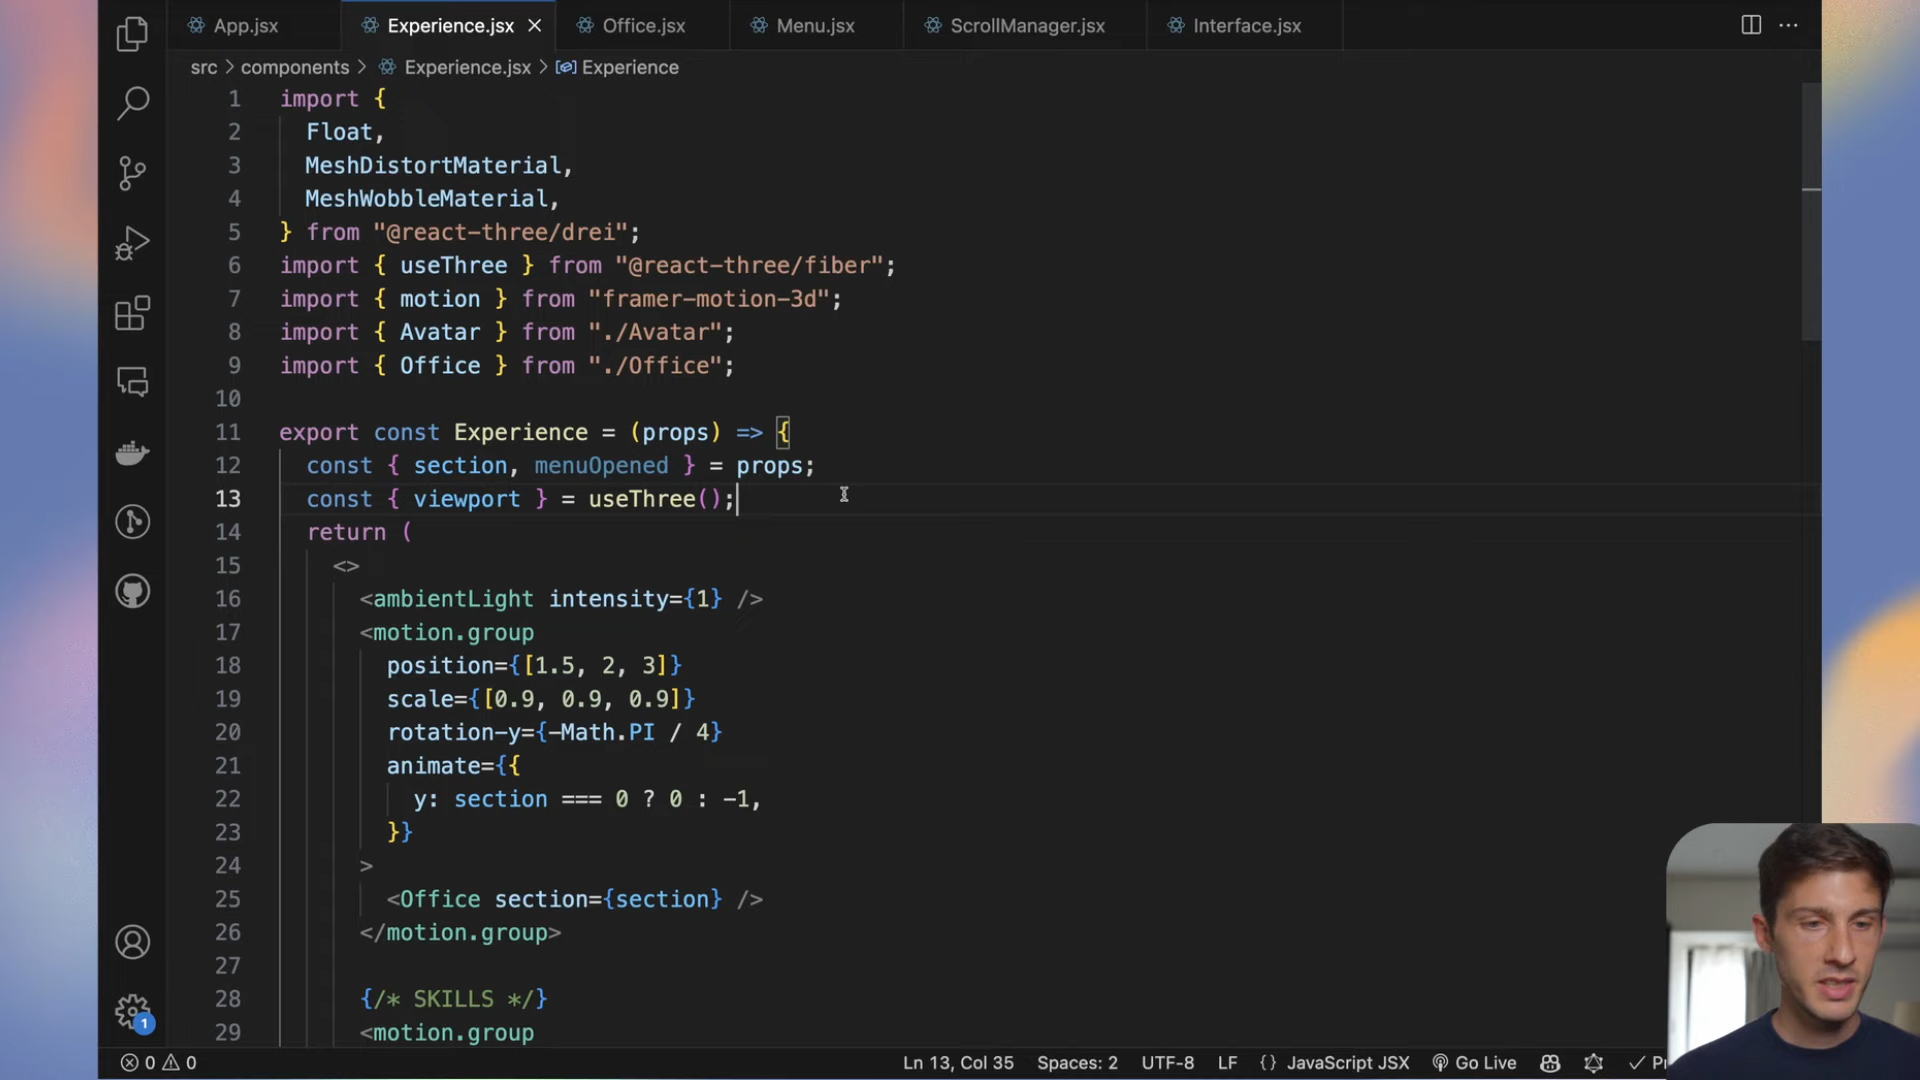 App.jsx
Experience.jsx
Office.jsx
Menu.jsx
ScrollManager.jsx
Interface.jsx
src > components > Experience.jsx > Experience
1 import {
2 Float,
3 MeshDistortMaterial,
4 MeshWobbleMaterial,
5 } from "@react-three/drei";
6 import { useThree } from "@react-three/fiber";
7 import { motion } from "framer-motion-3d";
8 import { Avatar } from "./Avatar";
9 import { Office } from "./Office";
10
11 export const Experience = (props) => {
12 const { section, menuOpened } = props;
13 const { viewport } = useThree();
14 return (
15 <>
16 <ambientLight intensity={1} />
17 <motion.group
18 position={[1.5, 2, 3]}
19 scale={[0.9, 0.9, 0.9]}
20 rotation-y={-Math.PI / 4}
21 animate={{
22 y: section === 0 ? 0 : -1,
23 }}
24 >
25 <Office section={section} />
26 </motion.group>
27
28 {/* SKILLS */}
29 <motion.group
1
0 0 Ln 13, Col 35 Spaces: 2 UTF-8 LF {} JavaScript JSX Go Live